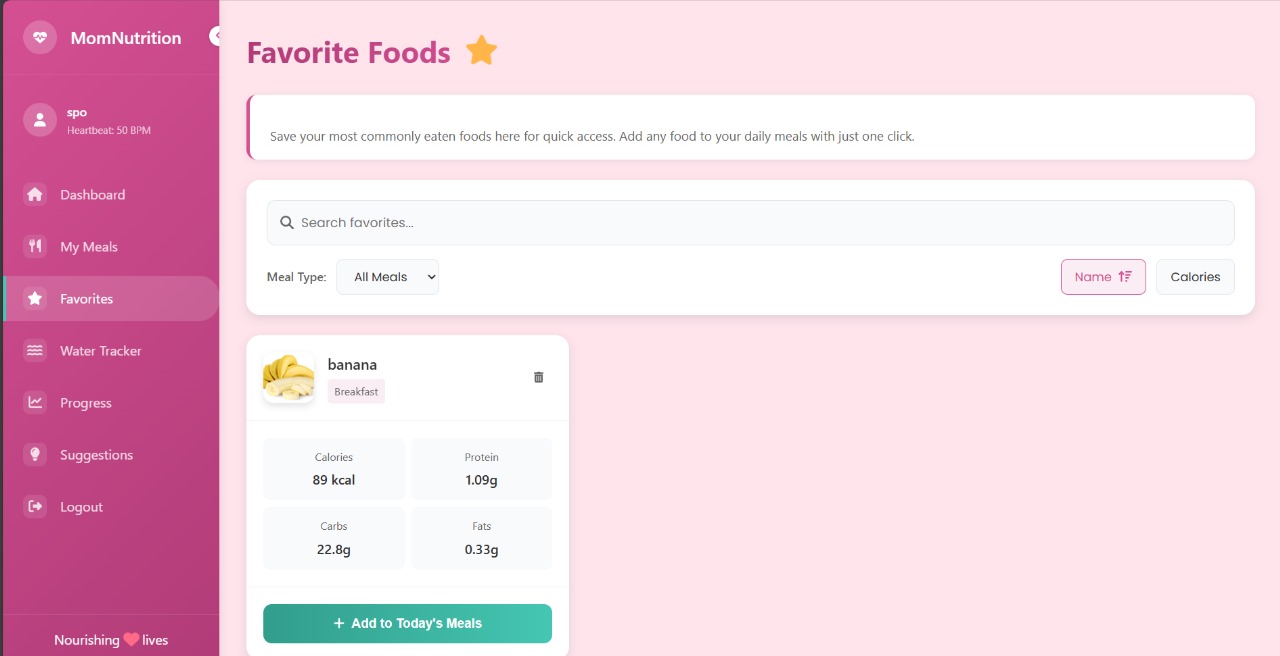 MomNutrition
spo
Heartbeat: 50 BPM
Dashboard
My Meals
Favorites
Water Tracker
Progress
Suggestions
Logout
Nourishing ❤️ lives
Favorite Foods ⭐
Save your most commonly eaten foods here for quick access. Add any food to your daily meals with just one click.
Search favorites...
Meal Type: All Meals Name Calories
banana
Breakfast
Calories Protein
89 kcal 1.09g
Carbs Fats
22.8g 0.33g
+ Add to Today's Meals